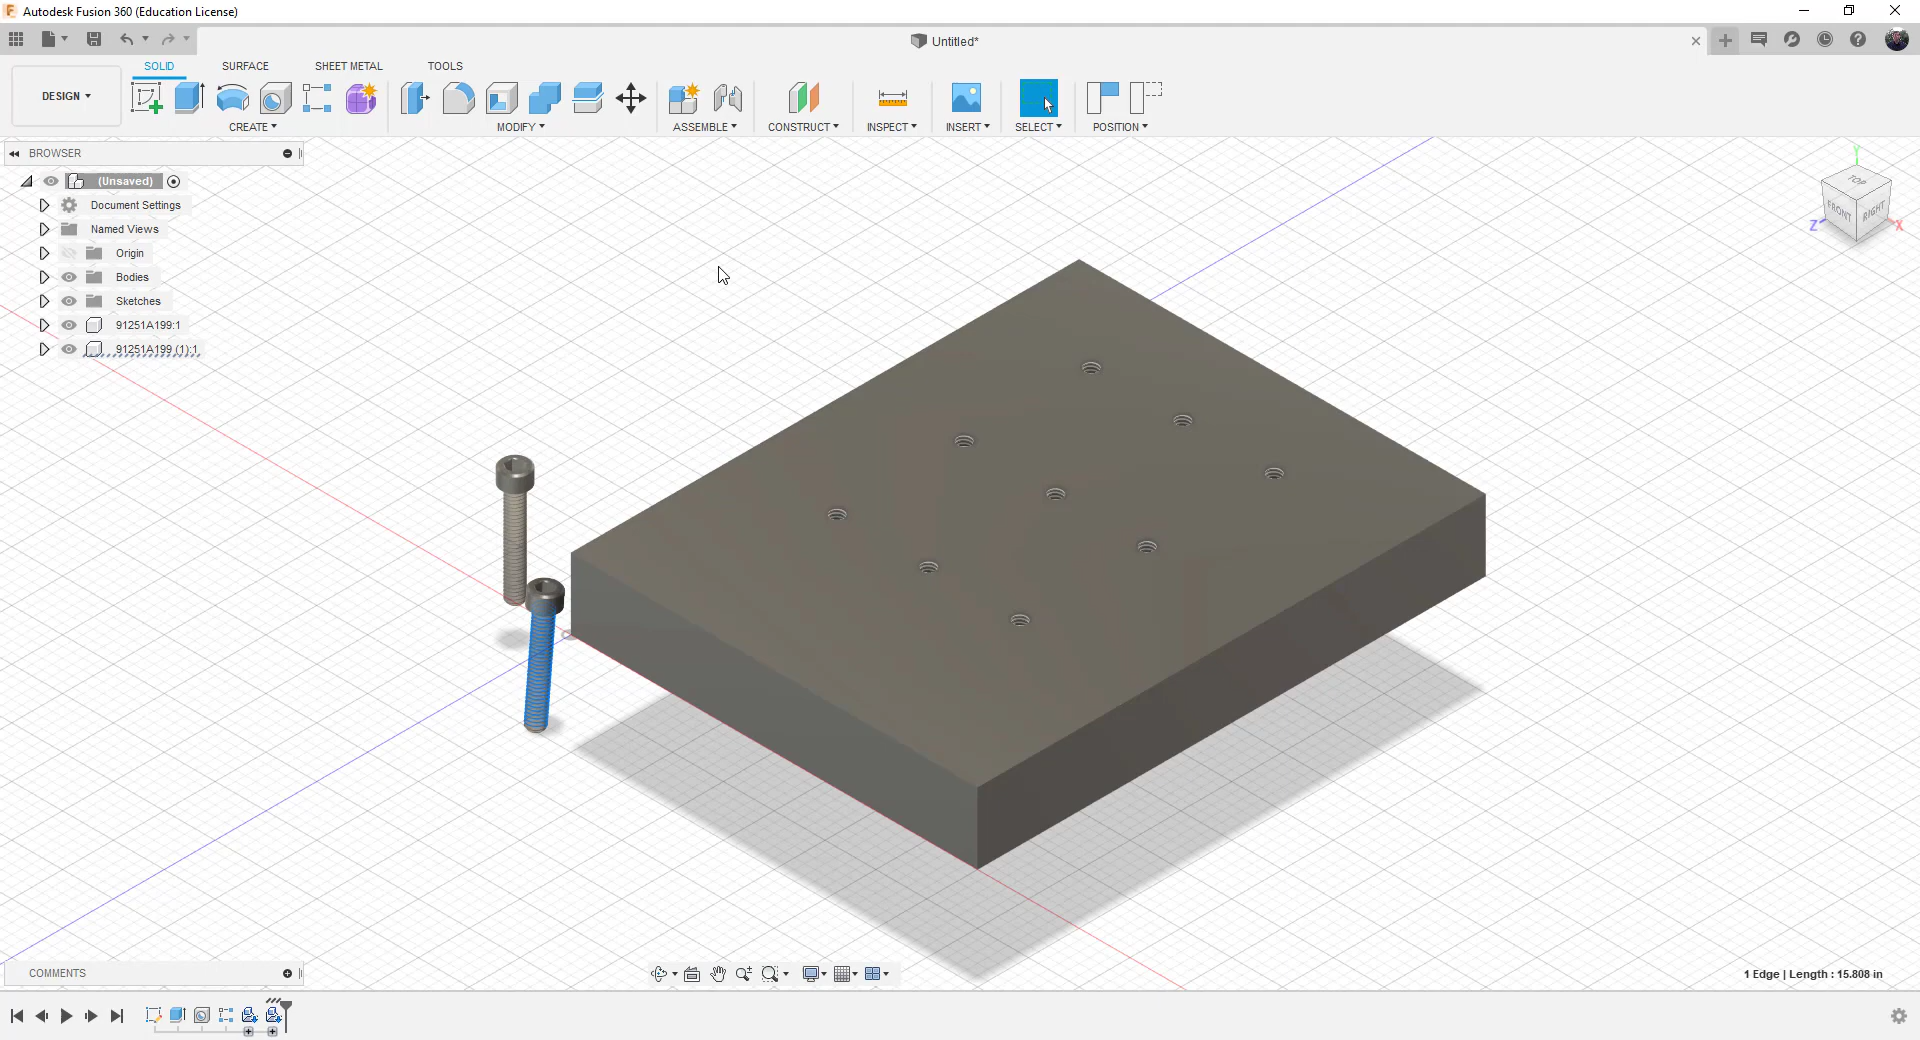 Autodesk Fusion 360 (Education License)
Untitled*
SOLID SURFACE SHEET METAL TOOLS
DESIGN
CREATE MODIFY ASSEMBLE CONSTRUCT INSPECT INSERT SELECT POSITION
BROWSER
(Unsaved)
Document Settings
Named Views
Origin
Bodies
Sketches
91251A199:1
91251A199 (1):1
Y
TOP
FRONT RIGHT
Z X
COMMENTS
1 Edge | Length : 15.808 in